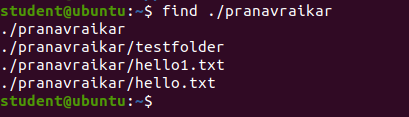 student@ubuntu:~$ find ./pranavraikar
./pranavraikar
./pranavraikar/testfolder
./pranavraikar/hello1.txt
./pranavraikar/hello.txt
student@ubuntu:~$